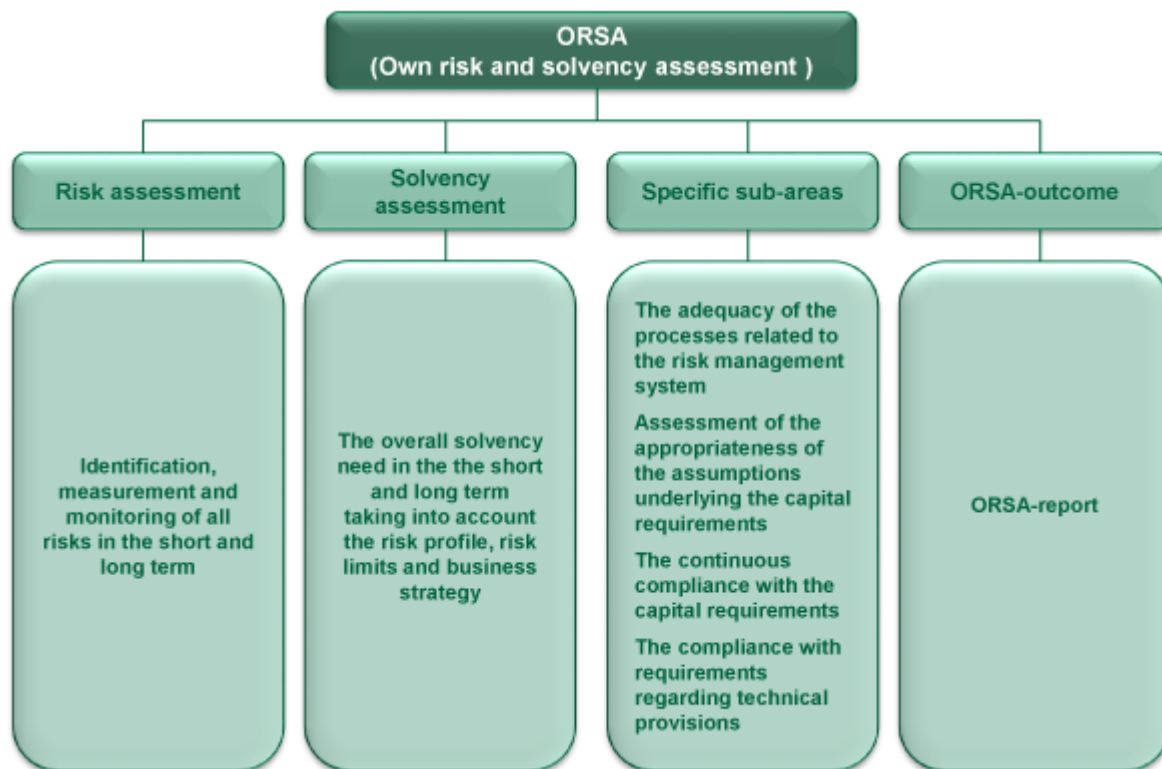 ORSA
(Own risk and solvency assessment )
Risk assessment
Solvency
assessment
Specific sub-areas
ORSA-outcome
Identification,
measurement and
monitoring of all
risks in the short and
long term
The overall solvency
need in the the short
and long term
taking into account
the risk profile, risk
limits and business
strategy
The adequacy of the
processes related to
the risk management
system
Assessment of the
appropriateness of
the assumptions
underlying the capital
requirements
The continuous
compliance with the
capital requirements
The compliance with
requirements
regarding technical
provisions
ORSA-report